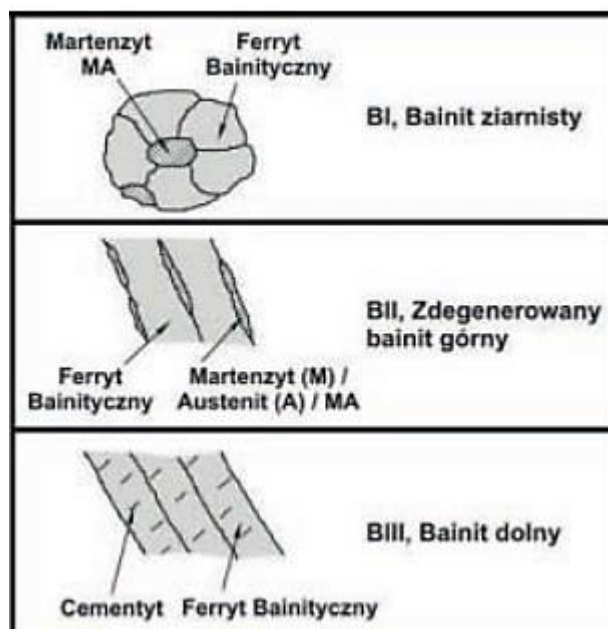 Martenzyt
MA
Ferryt
Bainityczny
BI, Bainit ziarnisty
BII, Zdegenerowany
bainit górny
Ferryt
Bainityczny
Martenzyt (M) /
Austenit (A) / MA
BIII, Bainit dolny
Cementyt
Ferryt Bainityczny